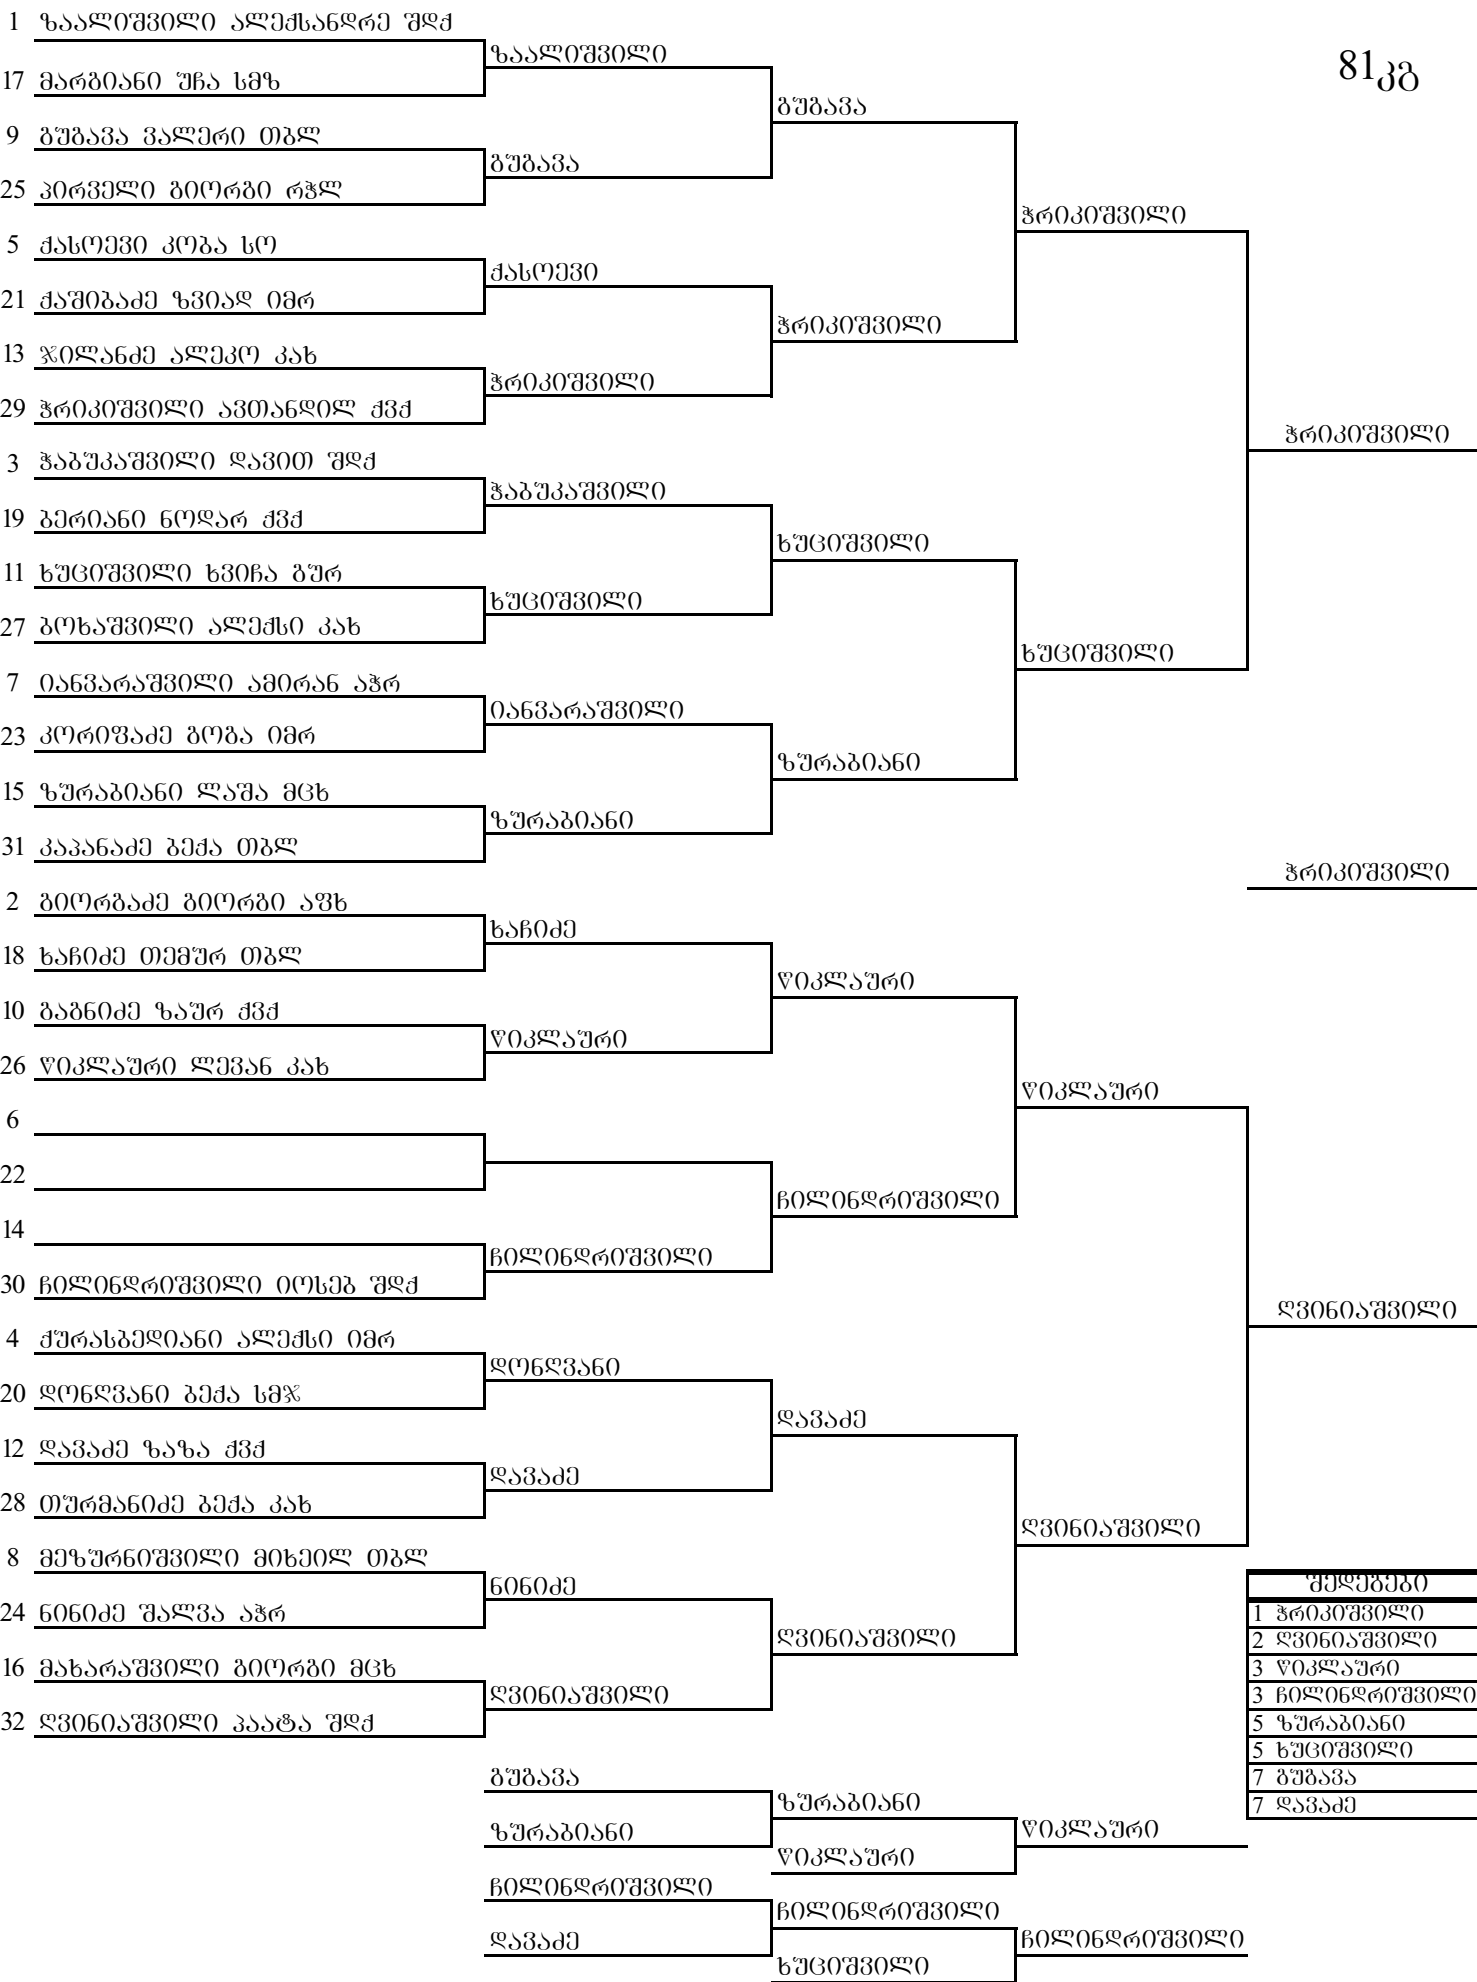 81კგ
1 ზაალიშვილი ალექსანდრე შდქ
17 მარგიანი უჩა სმზ
9 გუგავა ვალერი თბლ
25 პირველი გიორგი რჭლ
5 ქასოევი კობა სო
21 ქაშიბაძე ზვიად იმრ
13 ჯილანძე ალეკო კახ
29 ჭრიკიშვილი ავთანდილ ქვქ
3 ჭაბუკაშვილი დავით შდქ
19 ბერიანი ნოდარ ქვქ
11 ხუციშვილი ხვიჩა გურ
27 ბოხაშვილი ალექსი კახ
7 იანვარაშვილი ამირან აჭრ
23 კორიფაძე გოგა იმრ
15 ზურაბიანი ლაშა მცხ
31 კაპანაძე ბექა თბლ
2 გიორგაძე გიორგი აფხ
18 ხაჩიძე თემურ თბლ
10 გაგნიძე ზაურ ქვქ
26 წიკლაური ლევან კახ
6
22
14
30 ჩილინდრიშვილი იოსებ შდქ
4 ქურასბედიანი ალექსი იმრ
20 დონღვანი ბექა სმჯ
12 დავაძე ზაზა ქვქ
28 თურმანიძე ბექა კახ
8 მეზურნიშვილი მიხეილ თბლ
24 ნინიძე შალვა აჭრ
16 მახარაშვილი გიორგი მცხ
32 ღვინიაშვილი პაატა შდქ
ზაალიშვილი
გუგავა
ქასოევი
ჭრიკიშვილი
ჭაბუკაშვილი
ხუციშვილი
იანვარაშვილი
ზურაბიანი
ხაჩიძე
წიკლაური
ჩილინდრიშვილი
დონღვანი
დავაძე
ნინიძე
ღვინიაშვილი
გუგავა
ჭრიკიშვილი
ხუციშვილი
ზურაბიანი
წიკლაური
ჩილინდრიშვილი
დავაძე
ღვინიაშვილი
ჭრიკიშვილი
ხუციშვილი
წიკლაური
ღვინიაშვილი
ჭრიკიშვილი
ჭრიკიშვილი
ღვინიაშვილი
გუგავა
ზურაბიანი
ჩილინდრიშვილი
დავაძე
ზურაბიანი
წიკლაური
ჩილინდრიშვილი
ხუციშვილი
წიკლაური
ჩილინდრიშვილი
შედეგები
1 ჭრიკიშვილი
2 ღვინიაშვილი
3 წიკლაური
3 ჩილინდრიშვილი
5 ზურაბიანი
5 ხუციშვილი
7 გუგავა
7 დავაძე